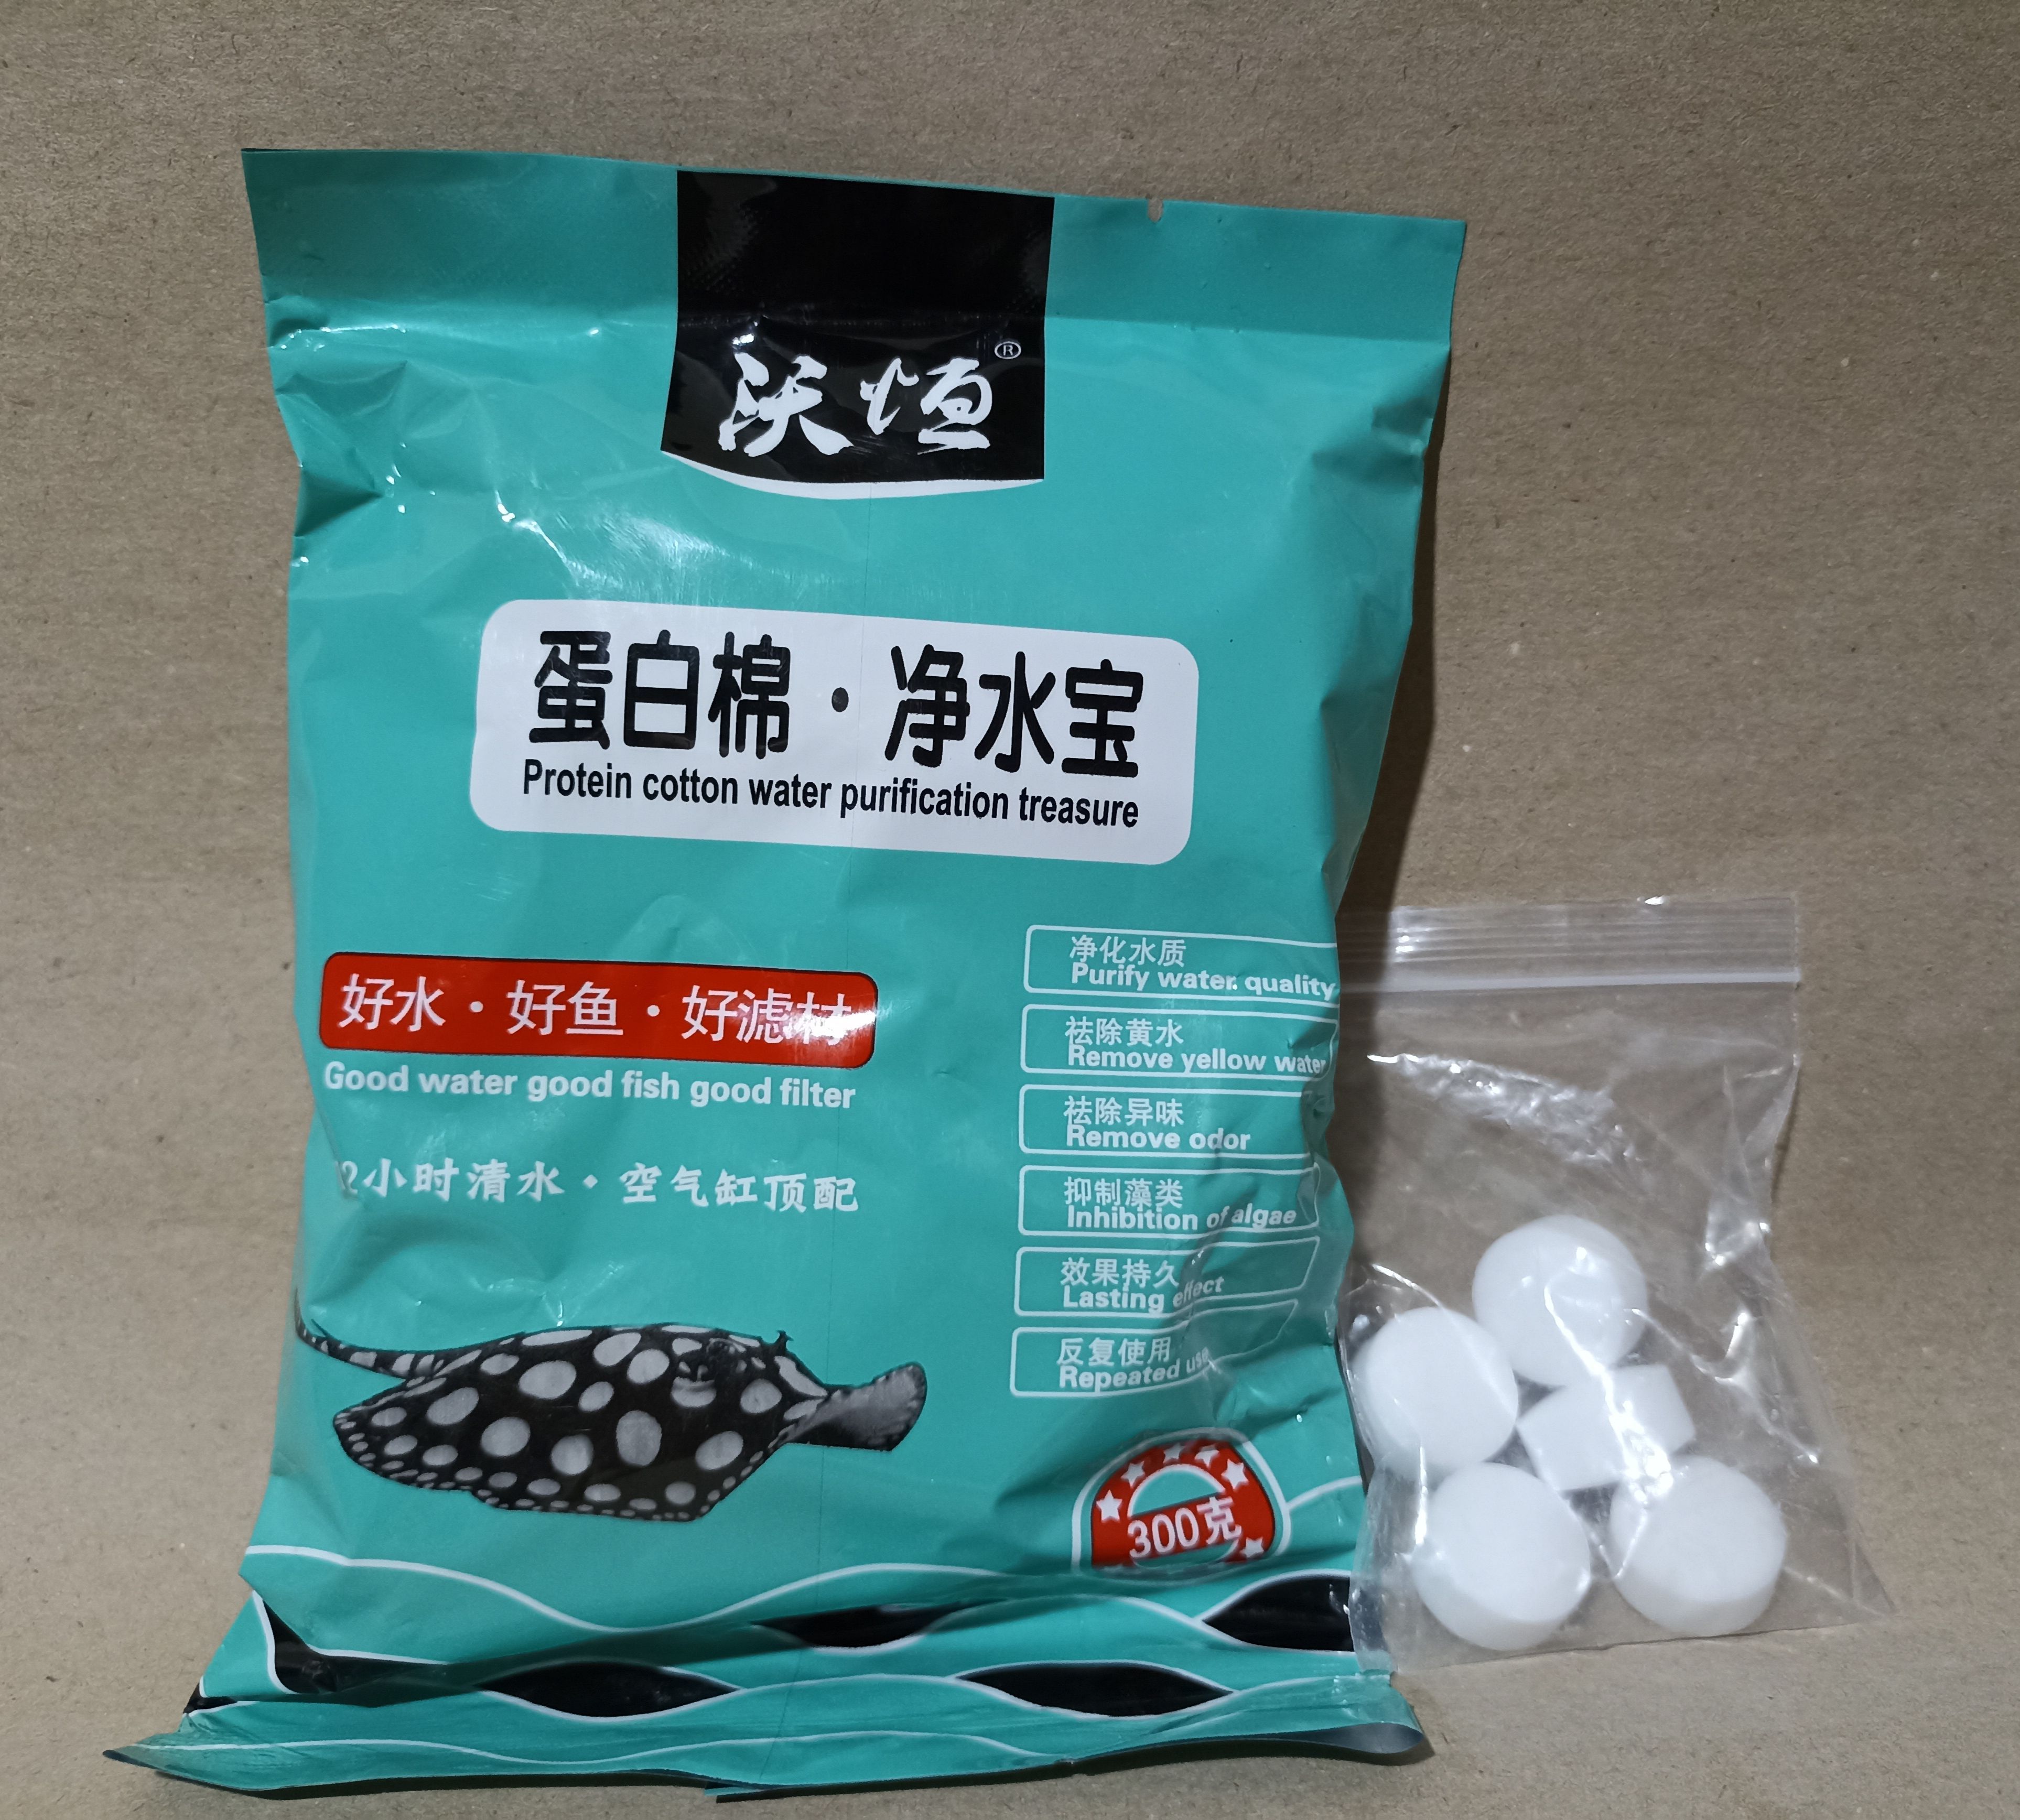 沃恒®
蛋白棉·净水宝
Protein cotton water purification treasure
好水·好鱼·好滤材
Good water good fish good filter
2小时清水·空气缸顶配
净化水质
Purify water quality
祛除黄水
Remove yellow water
祛除异味
Remove odor
抑制藻类
Inhibition of algae
效果持久
Lasting effect
反复使用
Repeated use
300克